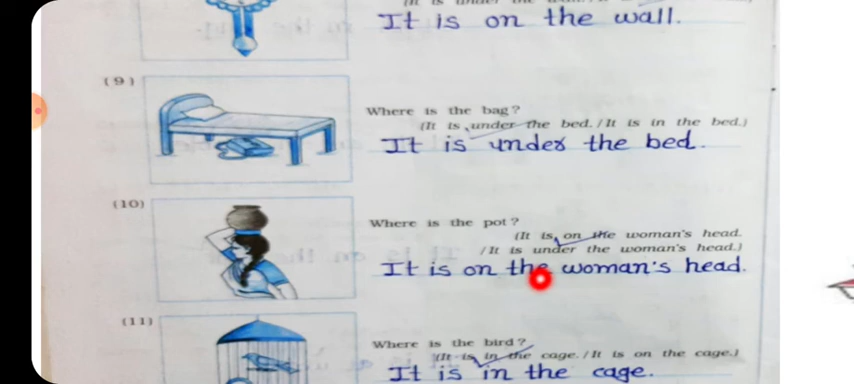 It is on the wall.
(9)
Where is the bag?
(It is under the bed./It is in the bed.)
It is under the bed.
(10)
Where is the pot?
(It is on the woman's head.
/It is under the woman's head.)
It is on the woman's head.
(11)
Where is the bird?
(It is in the cage./It is on the cage.)
It is in the cage.